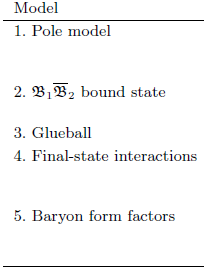 Model
1. Pole model
2. 𝔅₁𝔅̅₂ bound state
3. Glueball
4. Final-state interactions
5. Baryon form factors